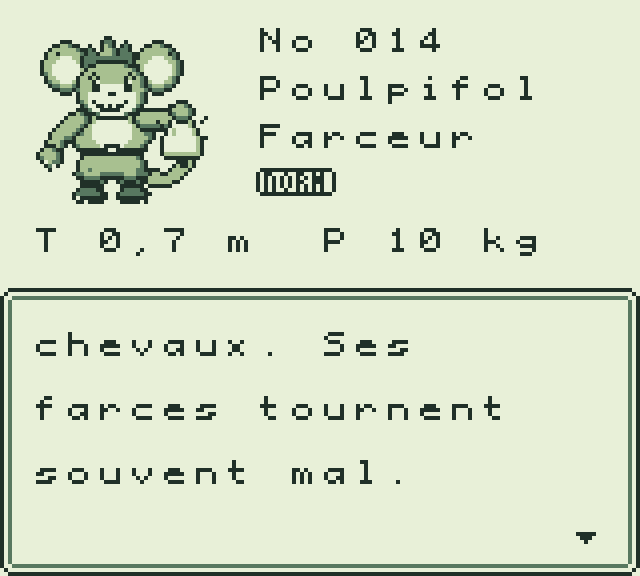 No 014
Poulpifol
Farceur
NORM
T 0,7 m P 10 kg
chevaux. Ses
farces tournent
souvent mal.